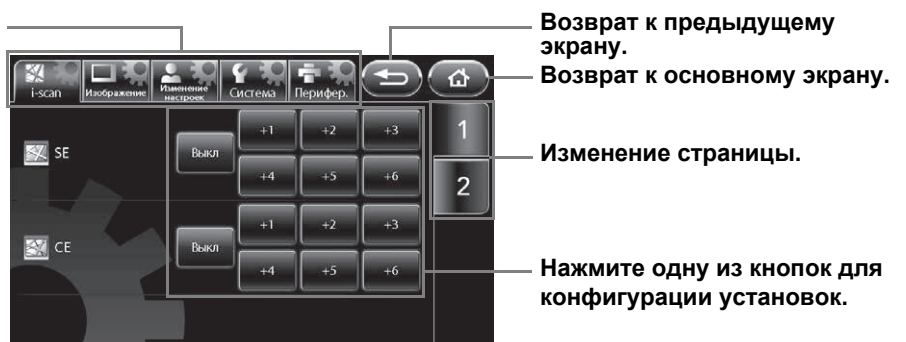 Возврат к предыдущему
экрану.
Возврат к основному экрану.
i-scan
Изображение
Изменение
настроек
Система
Перифер.
SE
Выкл
+1
+2
+3
+4
+5
+6
CE
Выкл
+1
+2
+3
+4
+5
+6
1
2
Изменение страницы.
Нажмите одну из кнопок для
конфигурации установок.